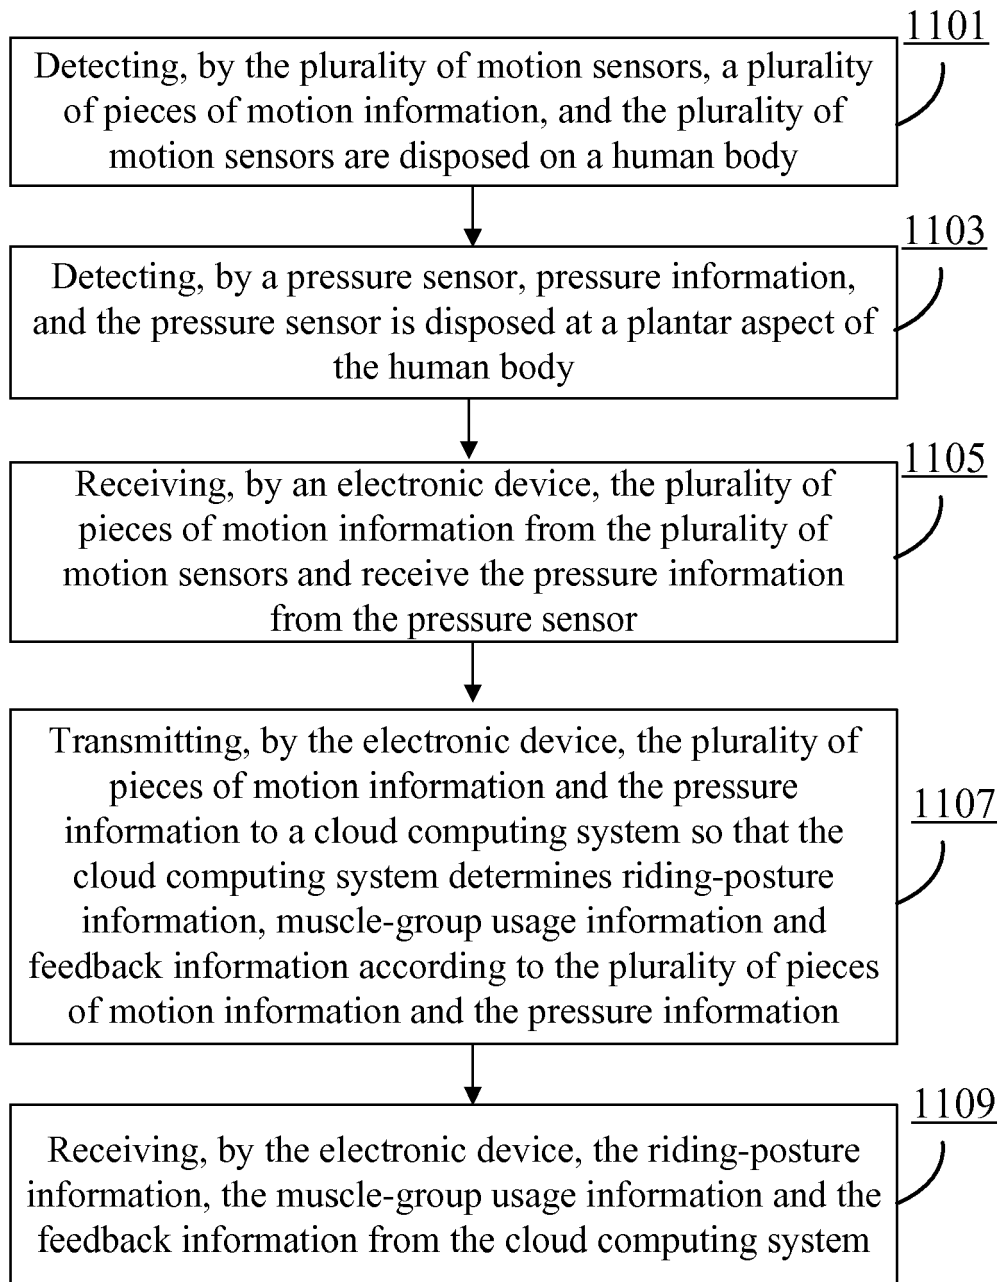 1101
Detecting, by the plurality of motion sensors, a plurality
of pieces of motion information, and the plurality of
motion sensors are disposed on a human body
1103
Detecting, by a pressure sensor, pressure information,
and the pressure sensor is disposed at a plantar aspect of
the human body
1105
Receiving, by an electronic device, the plurality of
pieces of motion information from the plurality of
motion sensors and receive the pressure information
from the pressure sensor
1107
Transmitting, by the electronic device, the plurality of
pieces of motion information and the pressure
information to a cloud computing system so that the
cloud computing system determines riding-posture
information, muscle-group usage information and
feedback information according to the plurality of pieces
of motion information and the pressure information
1109
Receiving, by the electronic device, the riding-posture
information, the muscle-group usage information and the
feedback information from the cloud computing system